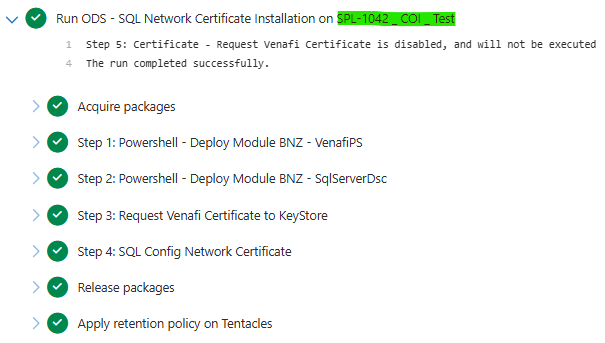 Run ODS - SQL Network Certificate Installation on SPL-1042 _ COI _ Test
1 Step 5: Certificate - Request Venafi Certificate is disabled, and will not be executed
4 The run completed successfully.
Acquire packages
Step 1: Powershell - Deploy Module BNZ - VenafiPS
Step 2: Powershell - Deploy Module BNZ - SqlServerDsc
Step 3: Request Venafi Certificate to KeyStore
Step 4: SQL Config Network Certificate
Release packages
Apply retention policy on Tentacles